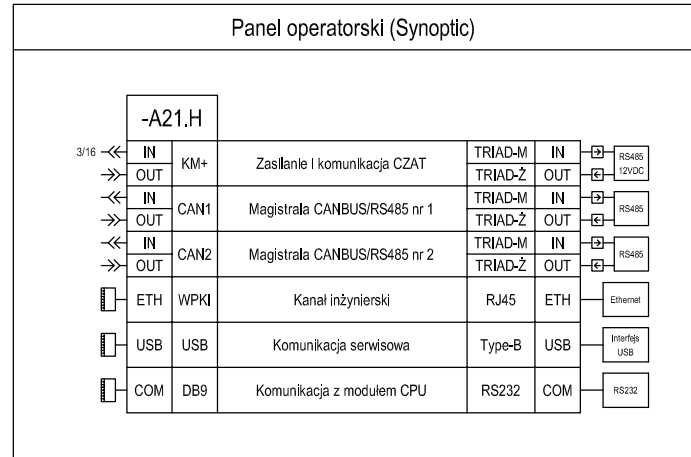 Panel operatorski (Synoptic)
-A21.H
3/16 IN KM+ Zasilanie i komunikacja CZAT TRIAD-M IN RS485
OUT TRIAD-Ż OUT 12VDC
IN CAN1 Magistrala CANBUS/RS485 nr 1 TRIAD-M IN RS485
OUT TRIAD-Ż OUT
IN CAN2 Magistrala CANBUS/RS485 nr 2 TRIAD-M IN RS485
OUT TRIAD-Ż OUT
ETH WPKI Kanał inżynierski RJ45 ETH Ethernet
USB USB Komunikacja serwisowa Type-B USB Interfejs
USB
COM DB9 Komunikacja z modułem CPU RS232 COM RS232